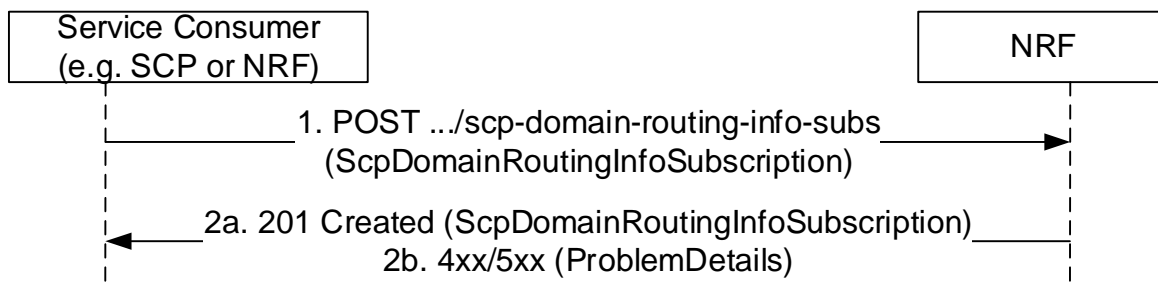 Service Consumer
(e.g. SCP or NRF)
NRF
1. POST .../scp-domain-routing-info-subs
(ScpDomainRoutingInfoSubscription)
2a. 201 Created (ScpDomainRoutingInfoSubscription)
2b. 4xx/5xx (ProblemDetails)